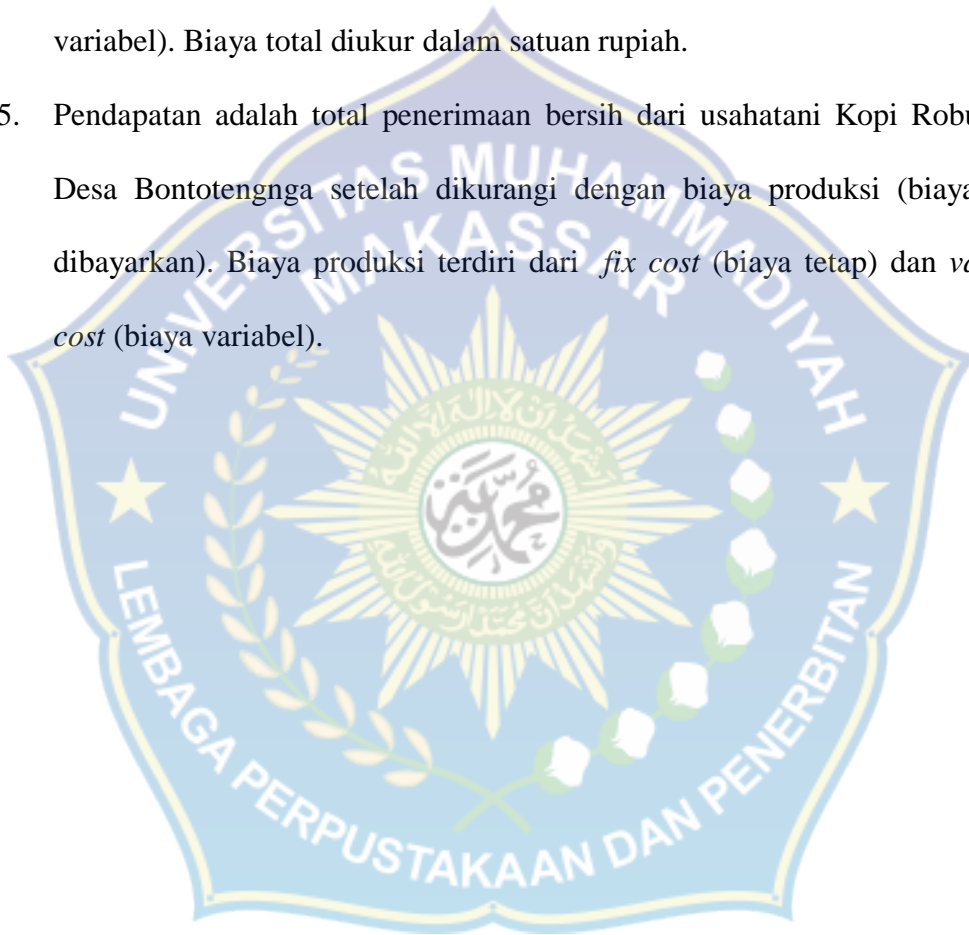 variabel). Biaya total diukur dalam satuan rupiah.
5. Pendapatan adalah total penerimaan bersih dari usahatani Kopi Robu
Desa Bontotengnga setelah dikurangi dengan biaya produksi (biaya
dibayarkan). Biaya produksi terdiri dari fix cost (biaya tetap) dan va
cost (biaya variabel).
UNIVERSITAS MUHAMMADIYAH
MAKASSAR
LEMBAGA PERPUSTAKAAN DAN PENERBITAN